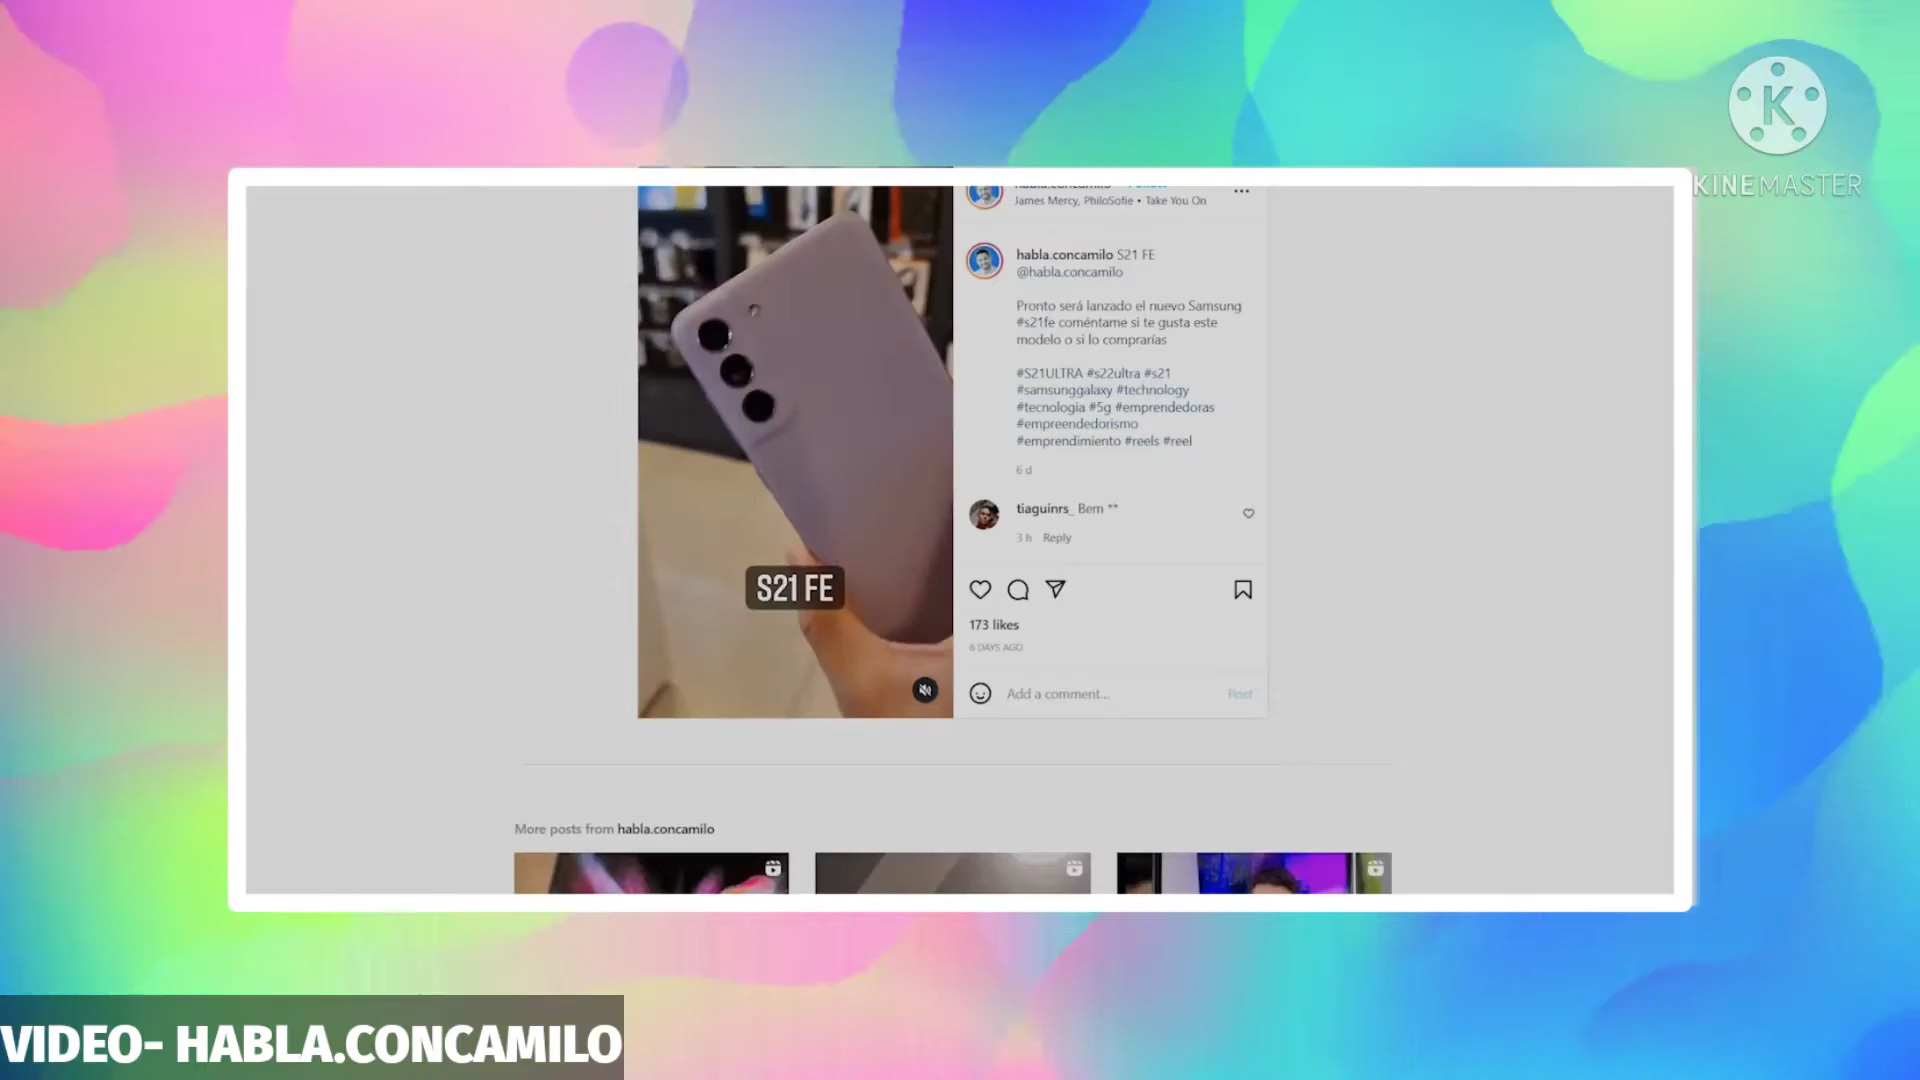 KINEMASTER
James Mercy, PhiloSofie • Take You On
habla.concamilo S21 FE
@habla.concamilo
Pronto será lanzado el nuevo Samsung
#s21fe coméntame si te gusta este
modelo o si lo comprarías
#S21ULTRA #s22ultra #s21
#samsunggalaxy #technology
#tecnologia #5g #emprendedoras
#empreendedorismo
#emprendimiento #reels #reel
6 d
tiaguinrs_ Bem **
3 h Reply
S21 FE
173 likes
6 DAYS AGO
Add a comment... Post
More posts from habla.concamilo
VIDEO- HABLA.CONCAMILO